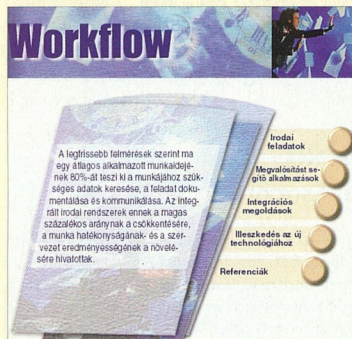 Workflow
A legfrissebb felmérések szerint ma
egy átlagos alkalmazott munkaidejé-
nek 80%-át teszi ki a munkájához szük-
séges adatok keresése, a feladat doku-
mentálása és kommunikálása. Az integ-
rált irodai rendszerek ennek a magas
százalékos aránynak a csökkentésére,
a munka hatékonyságának- és a szer-
vezet eredményességének a növelé-
sére hivatottak.
Irodai
feladatok
Megvalósítást se-
gítő alkalmazások
Integrációs
megoldások
Illeszkedés az új
technológiához
Referenciák